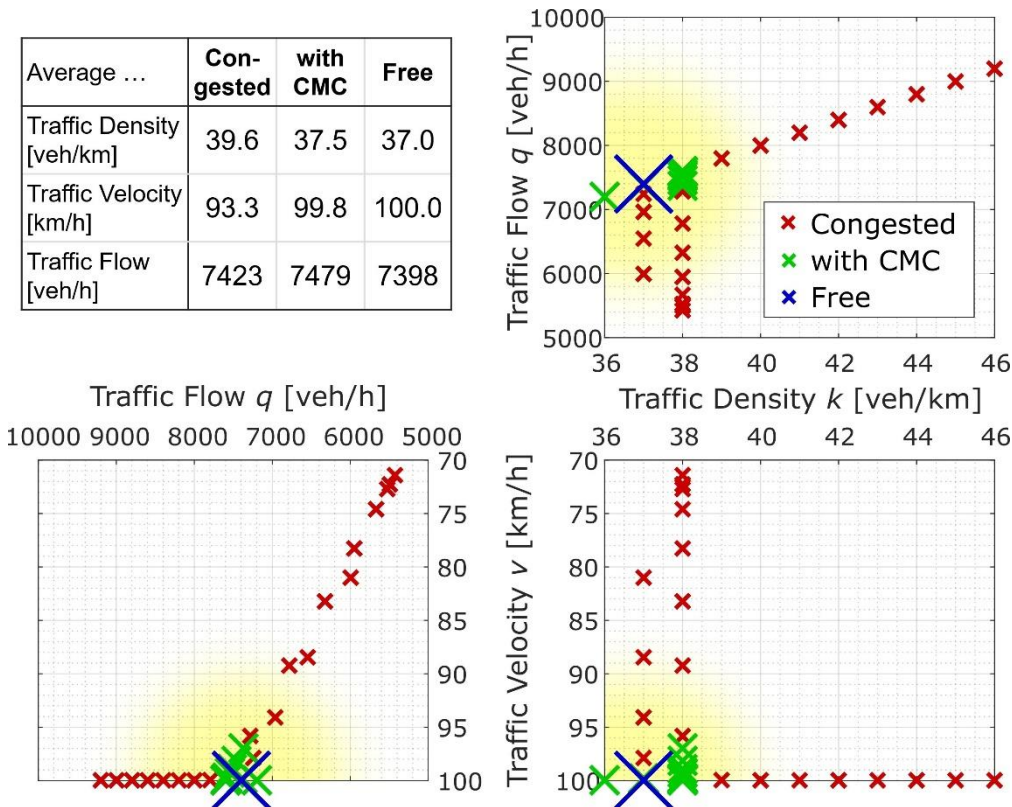 Average …
Con-
gested
with
CMC
Free
Traffic Density
[veh/km]
39.6
37.5
37.0
Traffic Velocity
[km/h]
93.3
99.8
100.0
Traffic Flow
[veh/h]
7423
7479
7398
Traffic Flow q [veh/h]
10000
9000
8000
7000
6000
5000
Congested
with CMC
Free
36 38 40 42 44 46
Traffic Flow q [veh/h]
10000 9000 8000 7000 6000 5000
70
75
80
85
90
95
100
Traffic Density k [veh/km]
36 38 40 42 44 46
Traffic Velocity v [km/h]
70
75
80
85
90
95
100